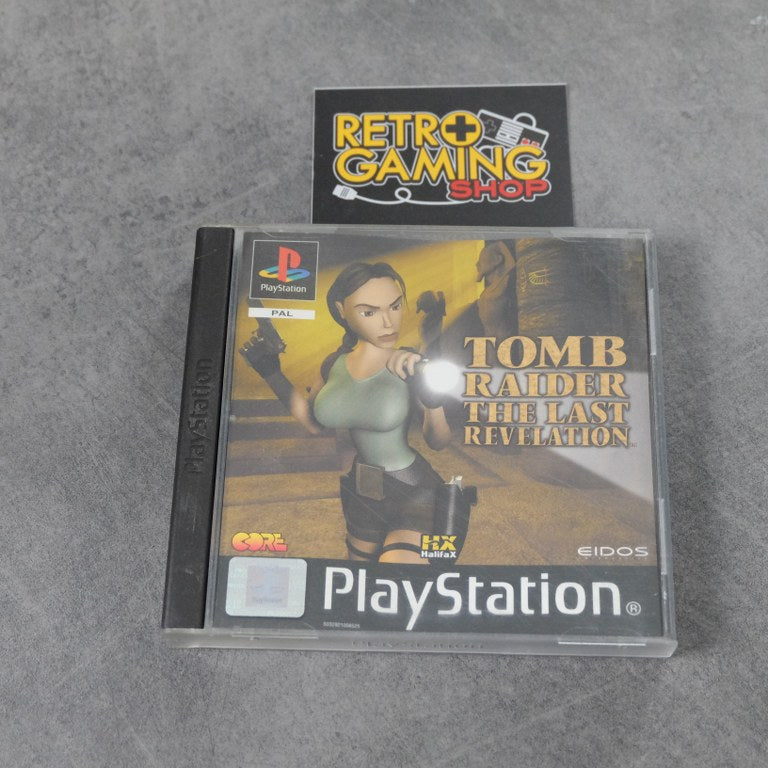 RETRO
GAMING
SHOP
PlayStation
PlayStation
PAL
TOMB
RAIDER
THE LAST
REVELATION
CORE
HX
HalifaX
EIDOS
PlayStation®